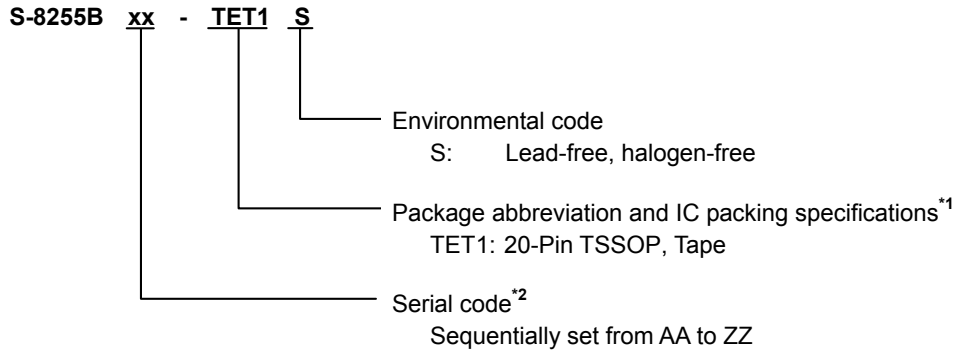 S-8255B xx - TET1 S
Environmental code
S: Lead-free, halogen-free
Package abbreviation and IC packing specifications*1
TET1: 20-Pin TSSOP, Tape
Serial code*2
Sequentially set from AA to ZZ